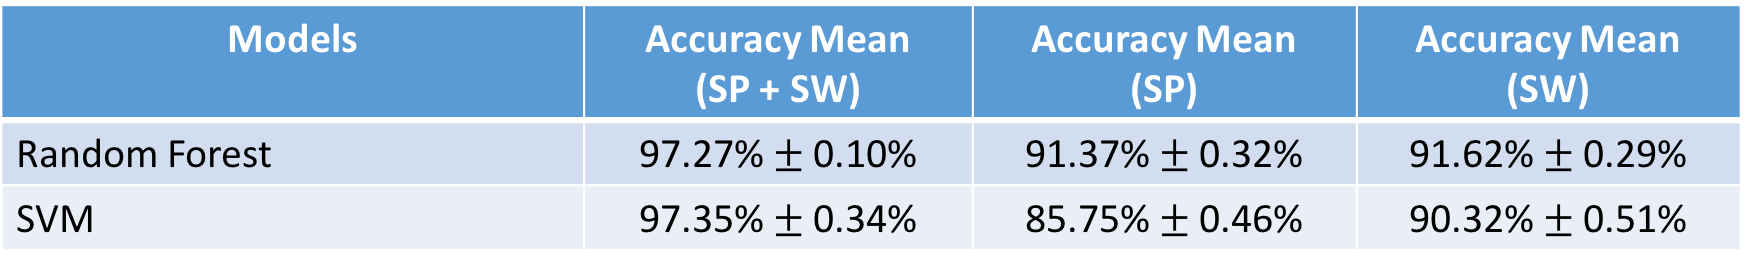 Models Accuracy Mean Accuracy Mean Accuracy Mean
(SP + SW) (SP) (SW)
Random Forest 97.27% ± 0.10% 91.37% ± 0.32% 91.62% ± 0.29%
SVM 97.35% ± 0.34% 85.75% ± 0.46% 90.32% ± 0.51%